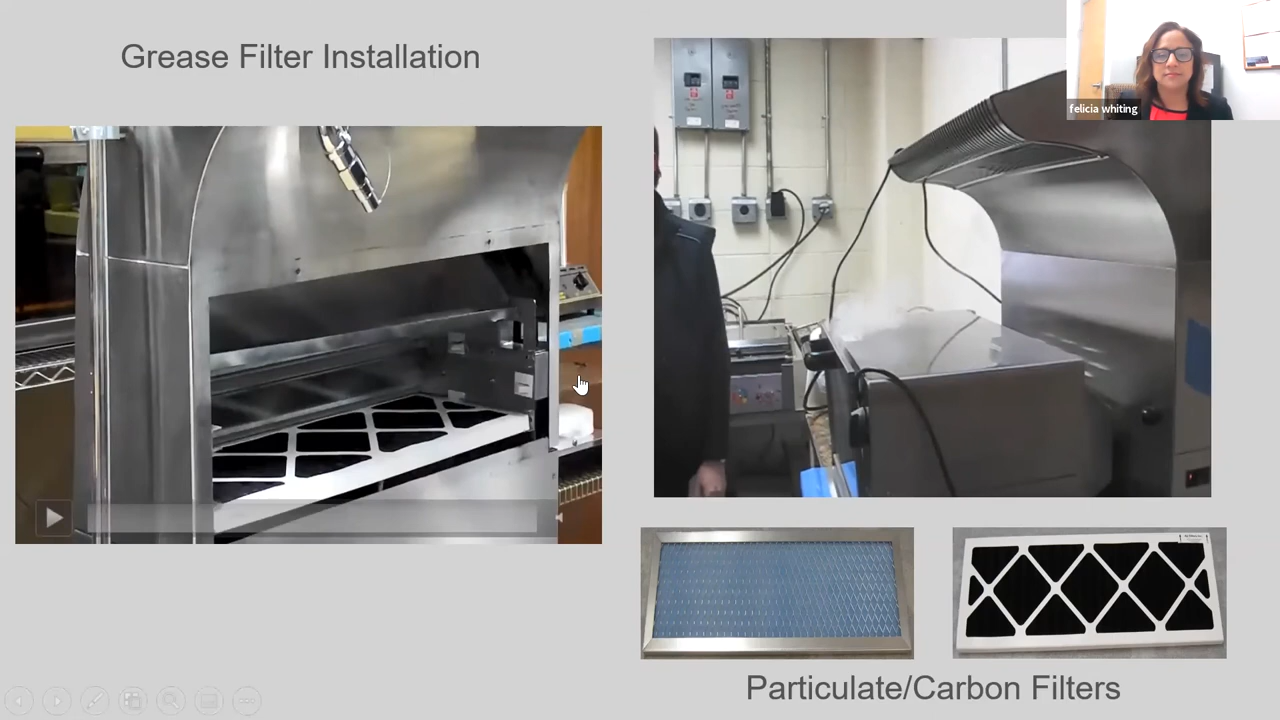 Grease Filter Installation
felicia whiting
Particulate/Carbon Filters